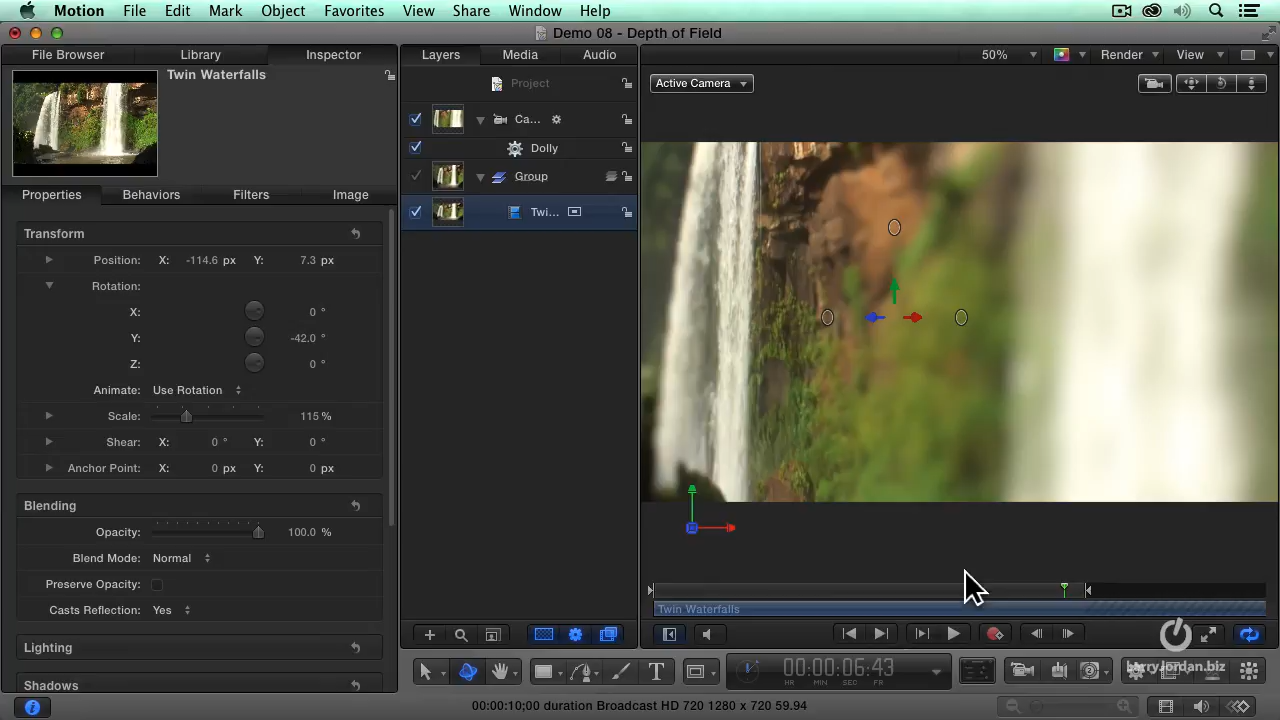 Motion File Edit Mark Object Favorites View Share Window Help
Demo 08 - Depth of Field
File Browser Library Inspector
Layers Media Audio
50% Render View
Twin Waterfalls
Project
Active Camera
Ca...
Dolly
Group
Twi...
Properties Behaviors Filters Image
Transform
Position: X: -114.6 px Y: 7.3 px
Rotation:
X: 0 °
Y: -42.0 °
Z: 0 °
Animate: Use Rotation
Scale: 115 %
Shear: X: 0 ° Y: 0 °
Anchor Point: X: 0 px Y: 0 px
Blending
Opacity: 100.0 %
Blend Mode: Normal
Preserve Opacity:
Casts Reflection: Yes
Lighting
Shadows
Twin Waterfalls
00:00:06:43
HR MIN SEC FR
T
larryjordan.biz
00:00:10;00 duration Broadcast HD 720 1280 x 720 59.94